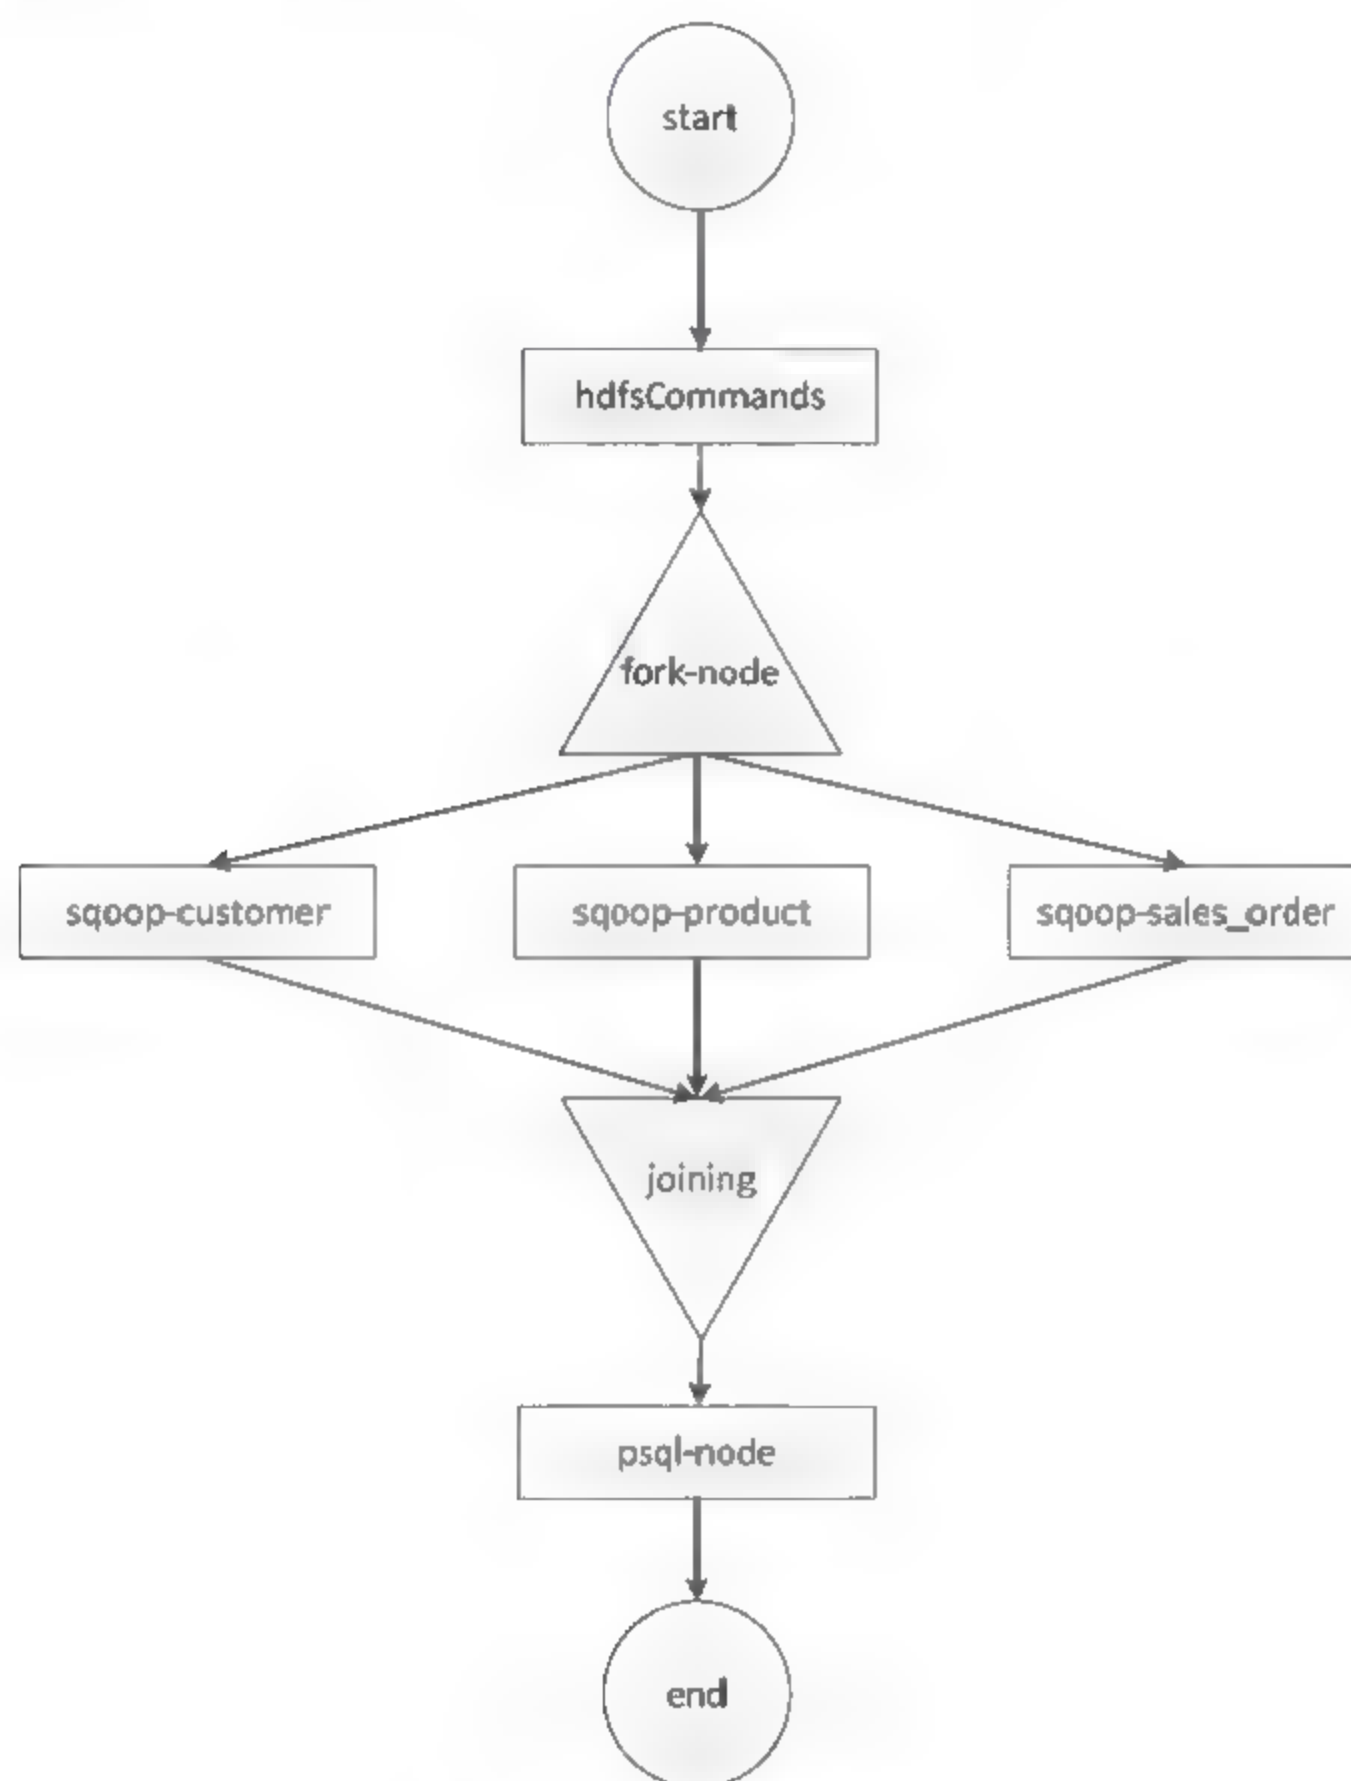 start
hdfsCommands
fork-node
sqoop-customer
sqoop-product
sqoop-sales_order
joining
psql-node
end